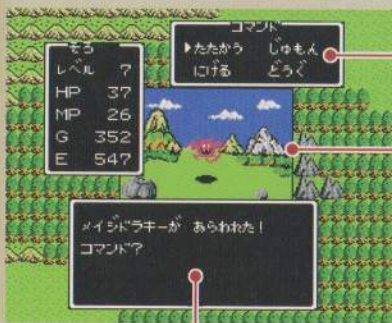 そう
レベル 7
HP 37
MP 26
G 352
E 547
コマンド
▶たたかう じゅもん
にげる どうぐ
メイジドラキーが あらわれた!
コマンド?